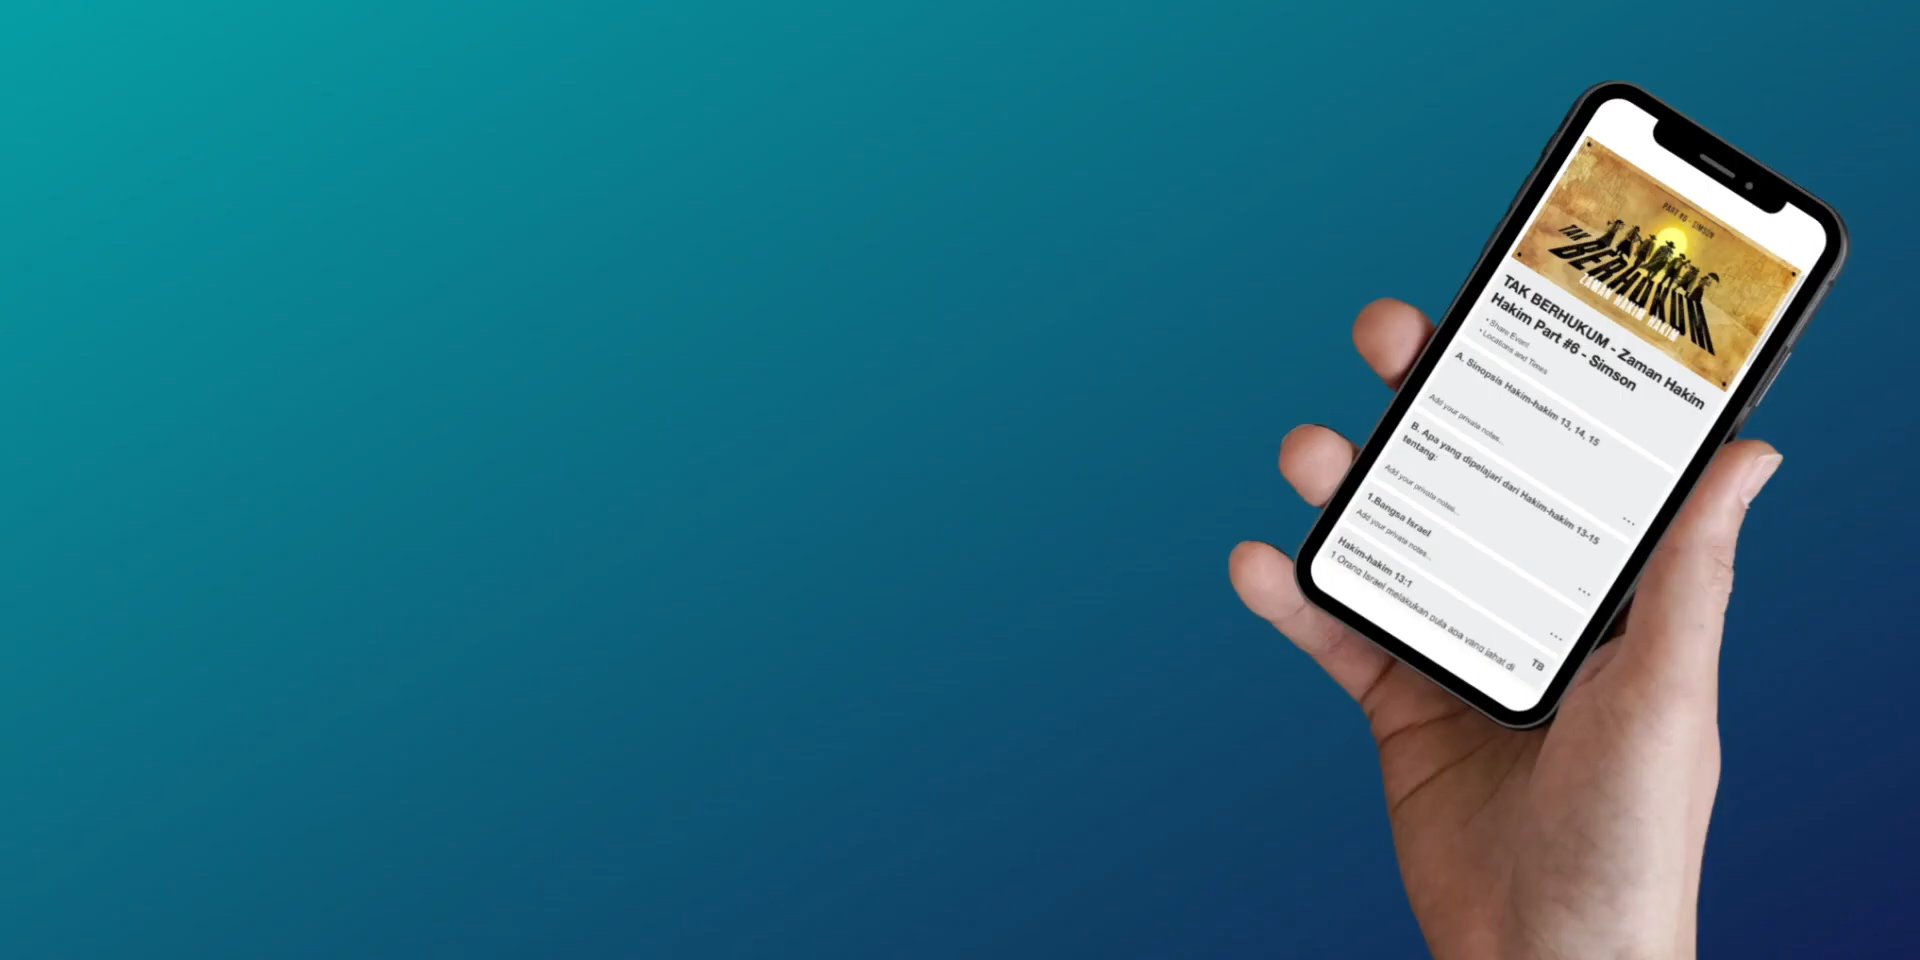 PART #6 - SIMSON
TAK
BERHUKUM
ZAMAN HAKIM HAKIM
TAK BERHUKUM - Zaman Hakim
Hakim Part #6 - Simson
• Share Event
• Locations and Times
A. Sinopsis Hakim-hakim 13, 14, 15
Add your private notes...
B. Apa yang dipelajari dari Hakim-hakim 13-15
tentang:
Add your private notes...
1.Bangsa Israel
Add your private notes...
Hakim-hakim 13:1
TB
1 Orang Israel melakukan pula apa yang jahat di